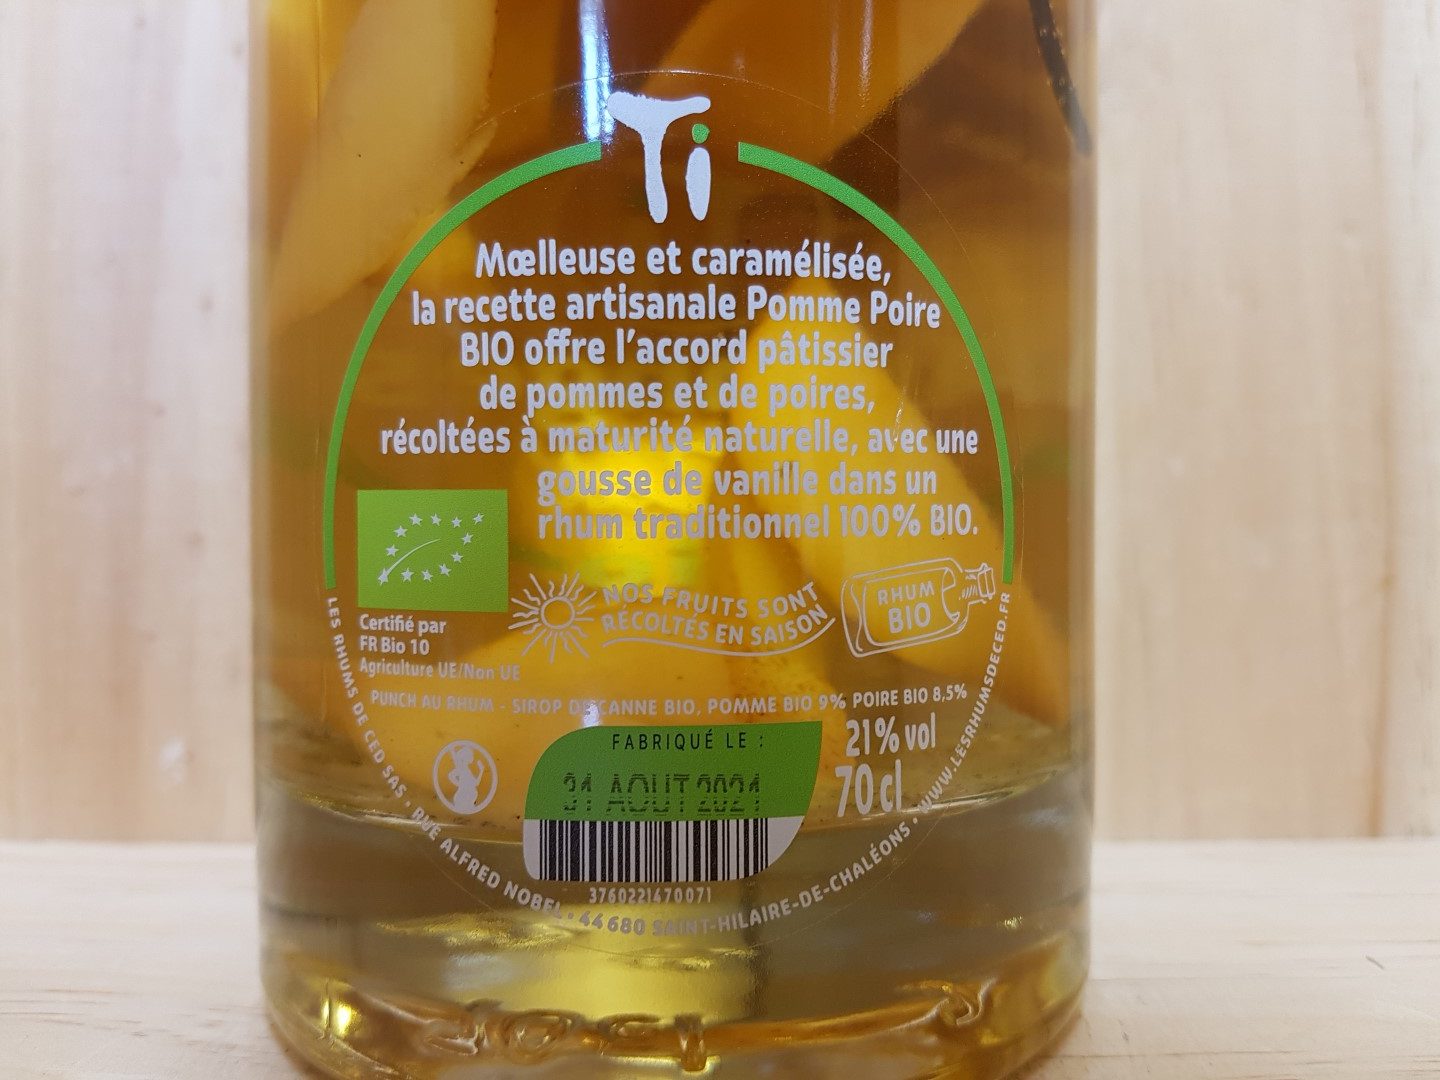 Ti
Mœlleuse et caramélisée,
la recette artisanale Pomme Poire
BIO offre l'accord pâtissier
de pommes et de poires,
récoltées à maturité naturelle, avec une
gousse de vanille dans un
rhum traditionnel 100% BIO.
NOS FRUITS SONT
RÉCOLTÉS EN SAISON
RHUM
BIO
Certifié par
FR Bio 10
Agriculture UE/Non UE
PUNCH AU RHUM - SIROP DE CANNE BIO, POMME BIO 9% POIRE BIO 8,5%
FABRIQUÉ LE :
31 AOUT 2021
21% vol
70 cl
3760221470071
LES RHUMS DE CED SAS • RUE ALFRED NOBEL • 44680 SAINT-HILAIRE-DE-CHALÉONS • WWW.LESRHUMSDECED.FR